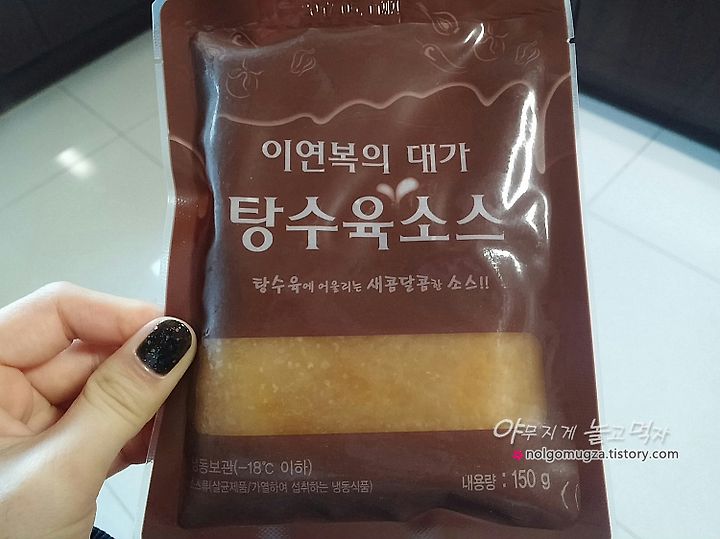 이연복의 대가
탕수육소스
탕수육에 어울리는 새콤달콤한 소스!!
야무지게 놀고먹자
nolgomugza.tistory.com
동보관(-18℃ 이하)
내용량 : 150 g
스류(살균제품/가열하여 섭취하는 냉동식품)